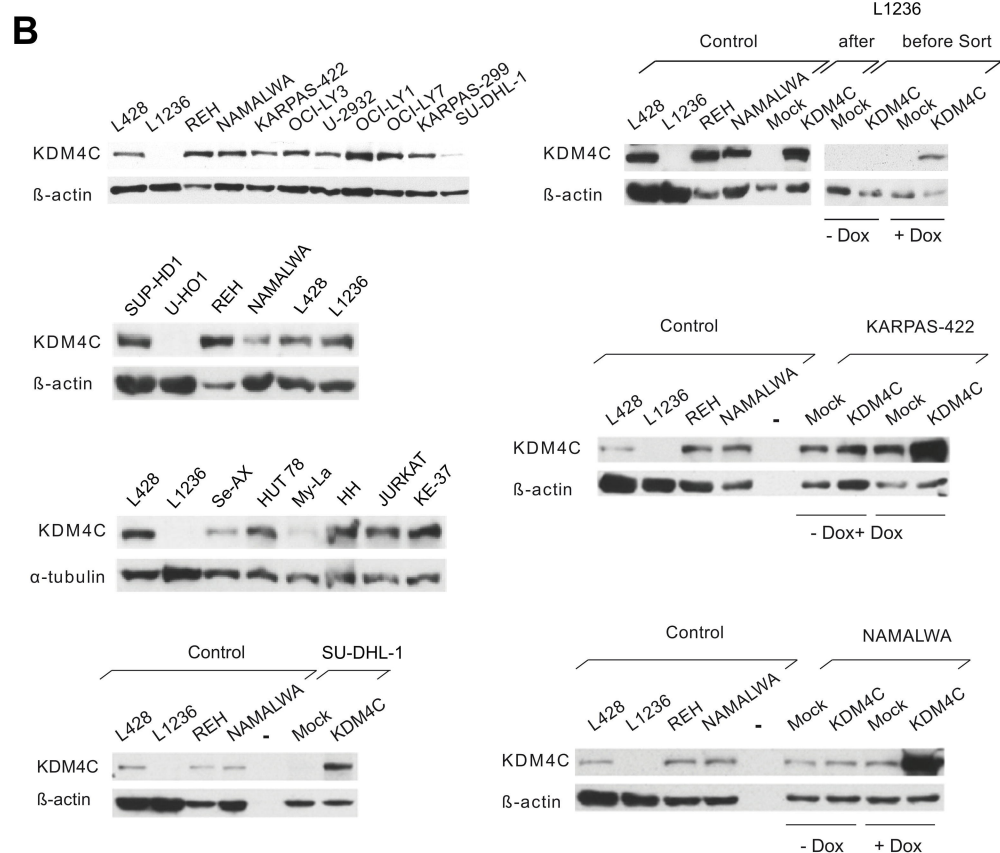 B
L428 L1236 REH NAMALWA KARPAS-422 OCI-LY3 U-2932 OCI-LY1 OCI-LY7 KARPAS-299 SU-DHL-1
KDM4C
ß-actin
SUP-HD1 U-HO1 REH NAMALWA L428 L1236
KDM4C
ß-actin
L428 L1236 Se-AX HUT 78 My-La HH JURKAT KE-37
KDM4C
α-tubulin
Control SU-DHL-1
L428 L1236 REH NAMALWA - Mock KDM4C
KDM4C
ß-actin
L1236
Control after before Sort
L428 L1236 REH NAMALWA Mock KDM4C Mock KDM4C Mock KDM4C
KDM4C
ß-actin
- Dox + Dox
Control KARPAS-422
L428 L1236 REH NAMALWA - Mock KDM4C Mock KDM4C
KDM4C
ß-actin
- Dox+ Dox
Control NAMALWA
L428 L1236 REH NAMALWA - Mock KDM4C Mock KDM4C
KDM4C
ß-actin
- Dox + Dox